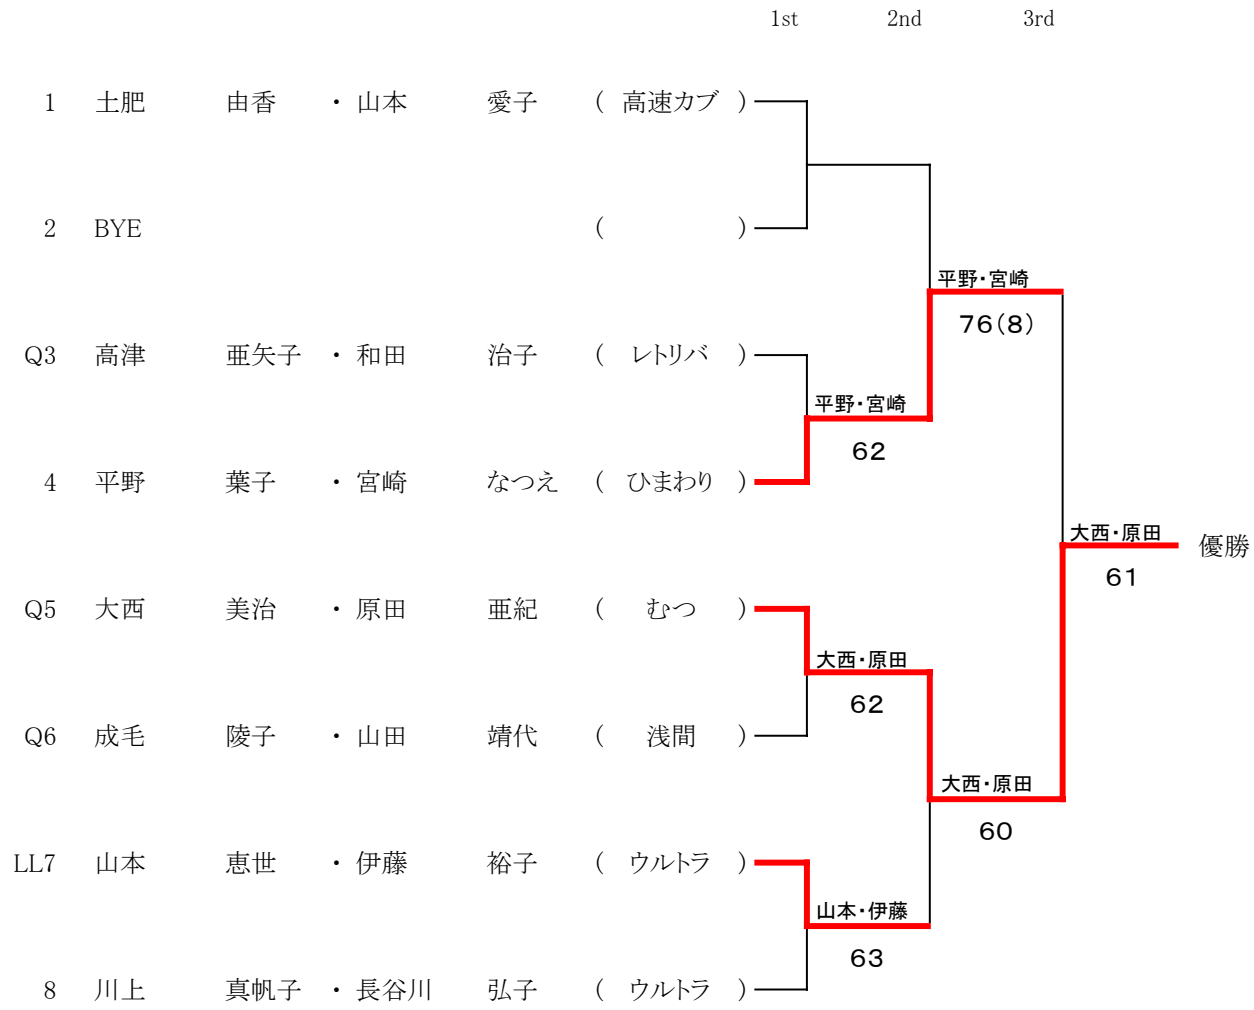 1st 2nd 3rd
1 土肥 由香 ・ 山本 愛子 ( 高速カブ )
2 BYE ( )
平野・宮崎
76(8)
Q3 高津 亜矢子 ・ 和田 治子 ( レトリバ )
平野・宮崎
62
4 平野 葉子 ・ 宮崎 なつえ ( ひまわり )
大西・原田 優勝
61
Q5 大西 美治 ・ 原田 亜紀 ( むつ )
大西・原田
62
Q6 成毛 陵子 ・ 山田 靖代 ( 浅間 )
大西・原田
60
LL7 山本 恵世 ・ 伊藤 裕子 ( ウルトラ )
山本・伊藤
63
8 川上 真帆子 ・ 長谷川 弘子 ( ウルトラ )